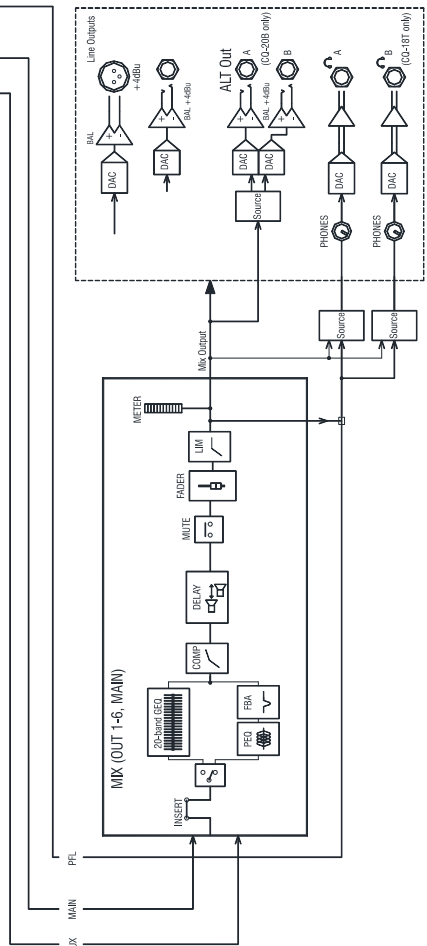 Line Outputs
+4dBu
BAL
+ -
DAC
+ -
BAL +4dBu
DAC
ALT Out
A
(CQ-20B only)
B
BAL +4dBu
+ -
+ -
DAC
DAC
Source
A
B
(CQ-18T only)
DAC
DAC
PHONES
PHONES
Source
Source
Mix Output
METER
LIM
FADER
MUTE
DELAY
COMP
20-band GEQ
FBA
PEQ
INSERT
MIX (OUT 1-6, MAIN)
PFL
MAIN